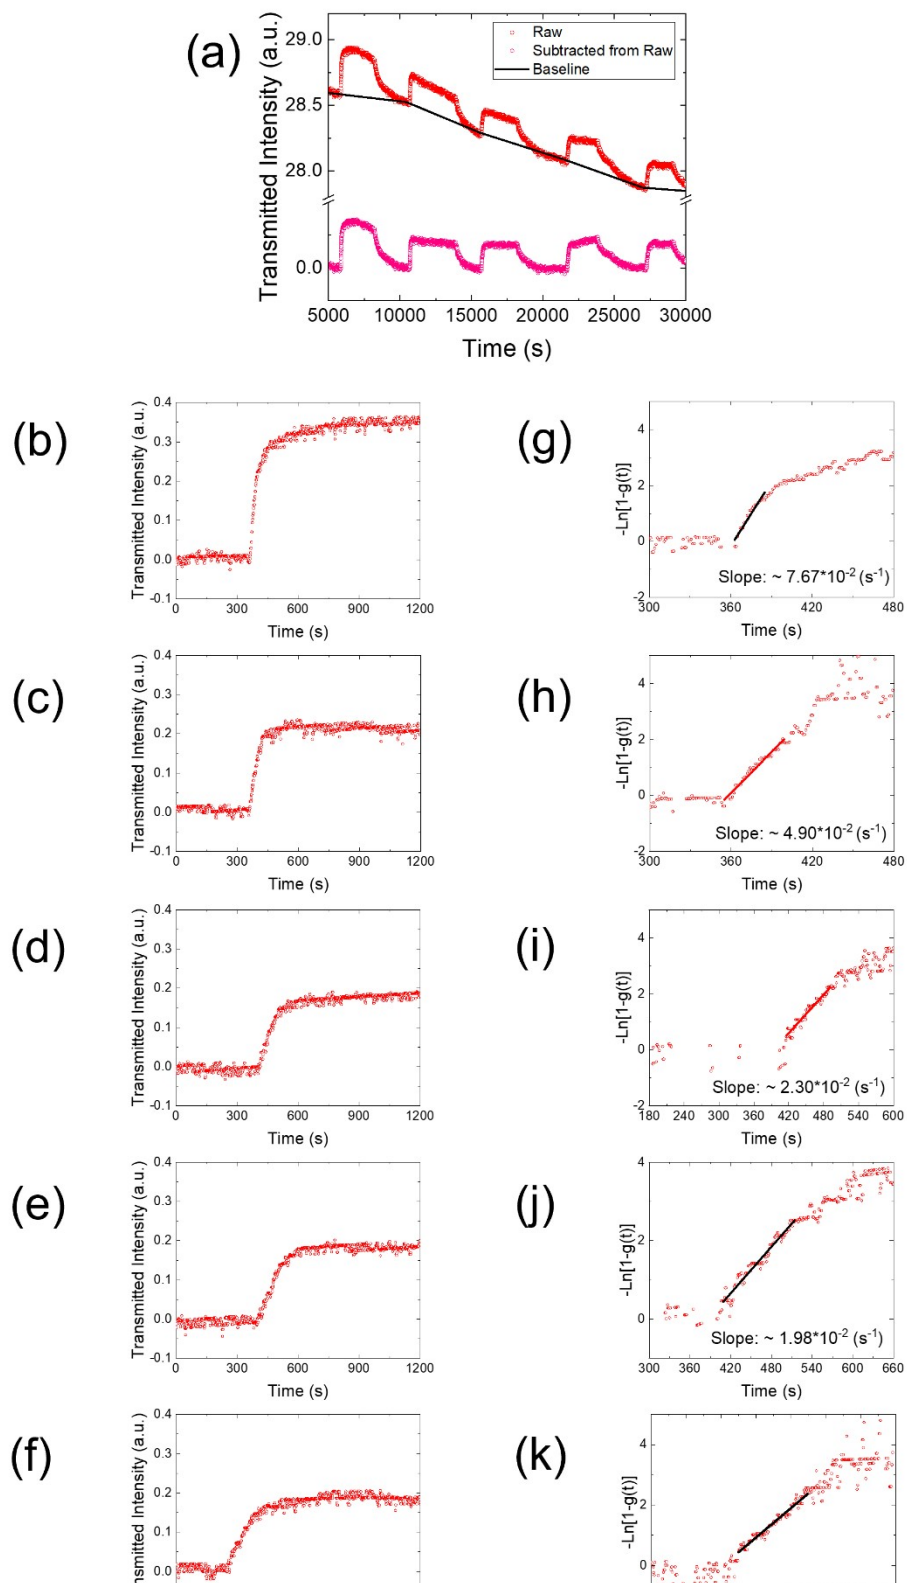 (a)
Transmitted Intensity (a.u.)
29.0
28.5
28.0
0.0
Raw
Subtracted from Raw
Baseline
5000 10000 15000 20000 25000 30000
Time (s)
(b)
Transmitted Intensity (a.u.)
0.4
0.3
0.2
0.1
0.0
-0.1
0 300 600 900 1200
Time (s)
(g)
-Ln[1-g(t)]
4
2
0
-2
Slope: ~ 7.67*10-2 (s-1)
300 360 420 480
Time (s)
(c)
Transmitted Intensity (a.u.)
0.4
0.3
0.2
0.1
0.0
-0.1
0 300 600 900 1200
Time (s)
(h)
-Ln[1-g(t)]
4
2
0
-2
Slope: ~ 4.90*10-2 (s-1)
300 360 420 480
Time (s)
(d)
Transmitted Intensity (a.u.)
0.4
0.3
0.2
0.1
0.0
-0.1
0 300 600 900 1200
Time (s)
(i)
-Ln[1-g(t)]
4
2
0
-2
Slope: ~ 2.30*10-2 (s-1)
180 240 300 360 420 480 540 600
Time (s)
(e)
Transmitted Intensity (a.u.)
0.4
0.3
0.2
0.1
0.0
-0.1
0 300 600 900 1200
Time (s)
(j)
-Ln[1-g(t)]
4
2
0
Slope: ~ 1.98*10-2 (s-1)
300 360 420 480 540 600 660
Time (s)
(f)
Intensity (a.u.)
0.4
0.3
0.2
0.1
0.0
(k)
-Ln[1-g(t)]
4
2
0